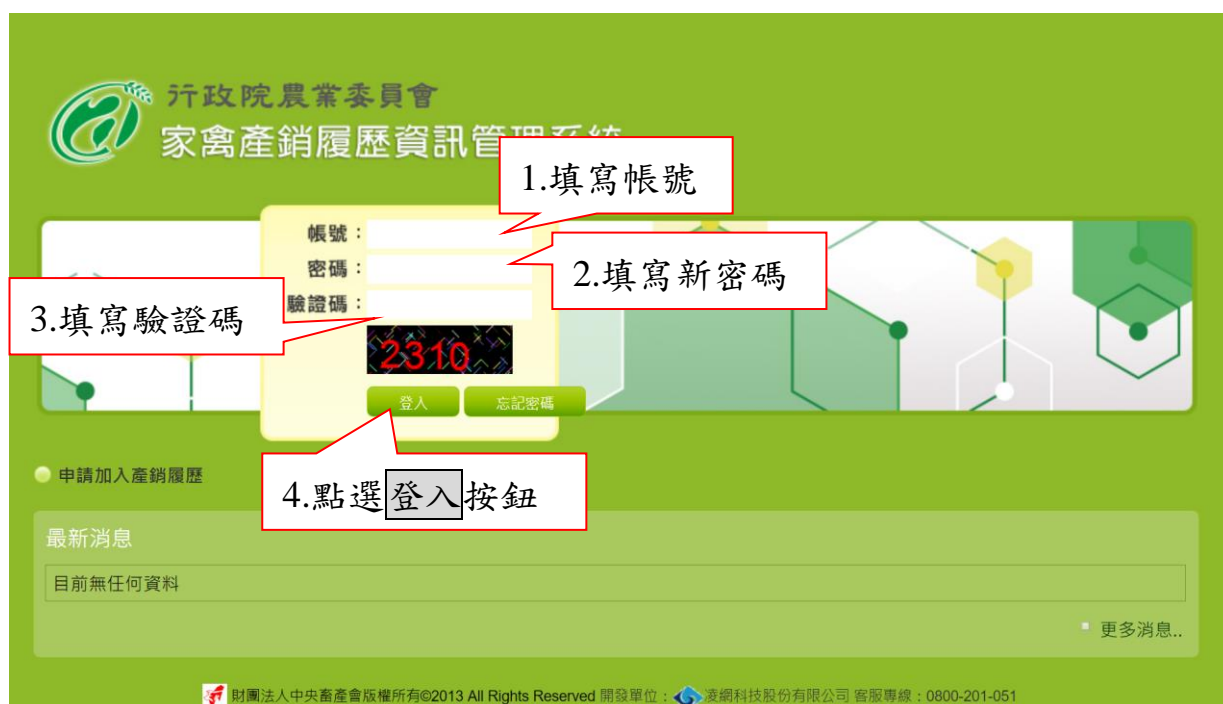 行政院農業委員會
家禽產銷履歷資訊管理系統
1.填寫帳號
帳號：
密碼：
2.填寫新密碼
驗證碼：
3.填寫驗證碼
2310
登入 忘記密碼
申請加入產銷履歷
4.點選登入按鈕
最新消息
目前無任何資料
更多消息..
財團法人中央畜產會版權所有©2013 All Rights Reserved 開發單位：凌網科技股份有限公司 客服專線：0800-201-051